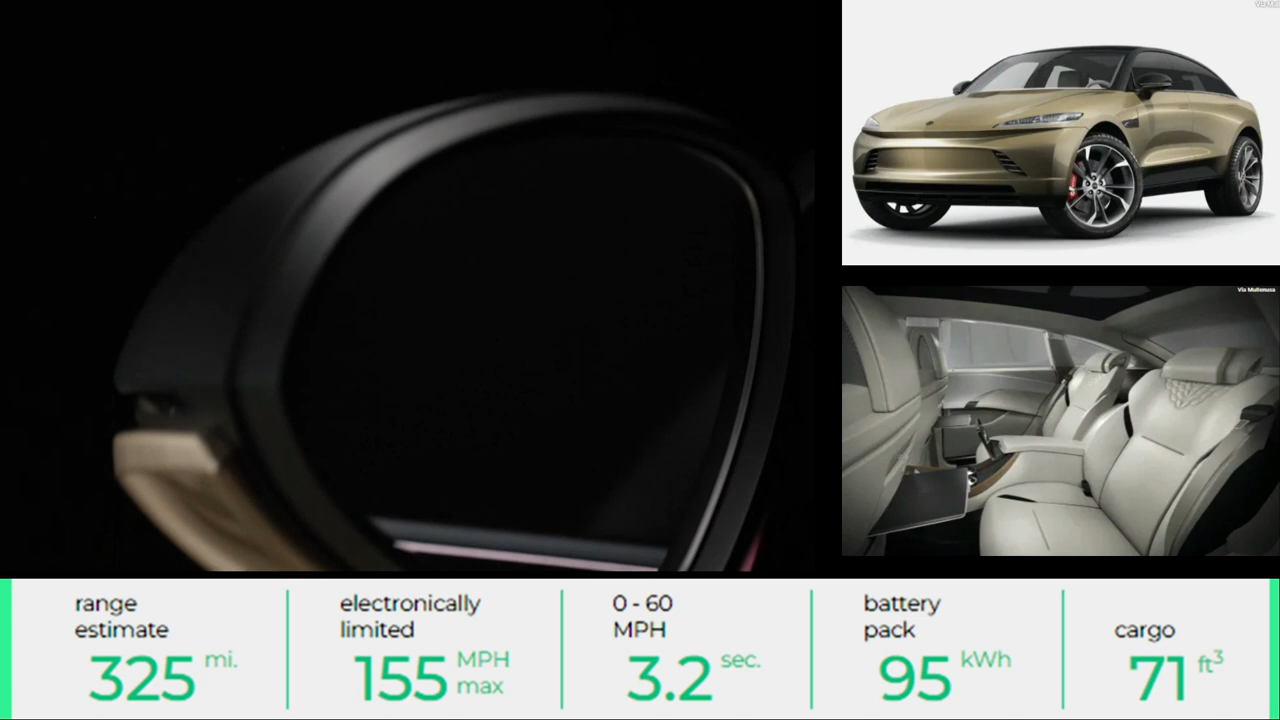 Via Mullenusa
range
estimate
325 mi.
electronically
limited
155 MPH
max
0 - 60
MPH
3.2 sec.
battery
pack
95 kWh
cargo
71 ft³